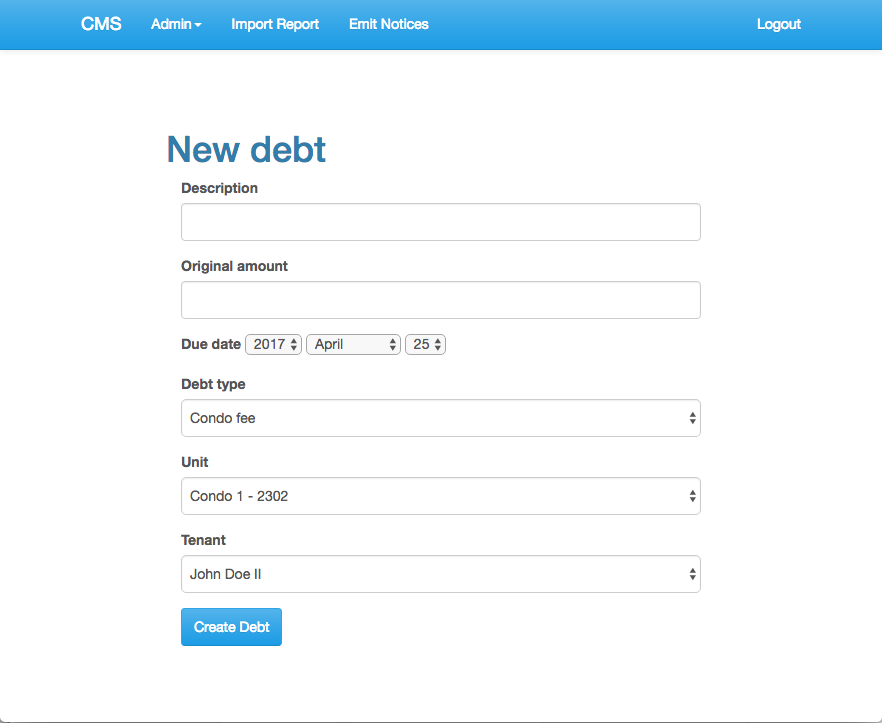 CMS Admin Import Report Emit Notices Logout
New debt
Description
Original amount
Due date 2017 April 25
Debt type
Condo fee
Unit
Condo 1 - 2302
Tenant
John Doe II
Create Debt